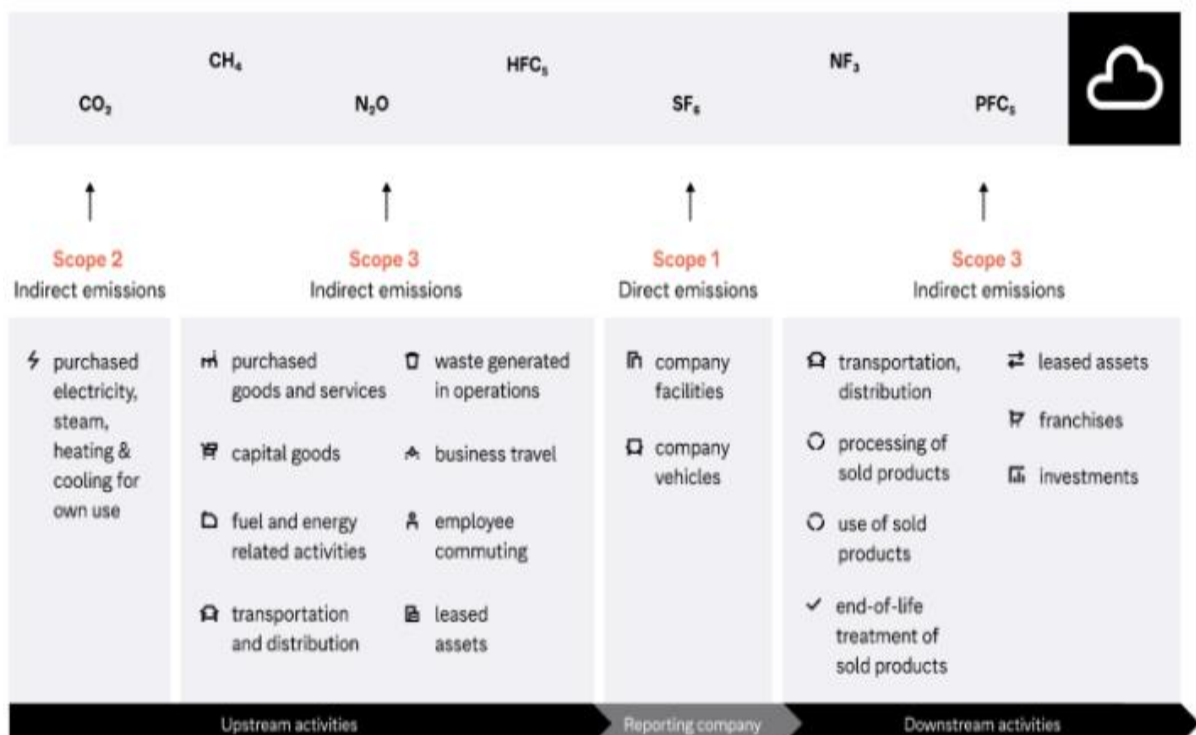 CH₄ HFC₅ NF₃
CO₂ N₂O SF₆ PFC₅
Scope 2
Indirect emissions
purchased
electricity,
steam,
heating &
cooling for
own use
Scope 3
Indirect emissions
purchased
goods and services
capital goods
fuel and energy
related activities
transportation
and distribution
waste generated
in operations
business travel
employee
commuting
leased
assets
Scope 1
Direct emissions
company
facilities
company
vehicles
Scope 3
Indirect emissions
transportation,
distribution
processing of
sold products
use of sold
products
end-of-life
treatment of
sold products
leased assets
franchises
investments
Upstream activities
Reporting company
Downstream activities